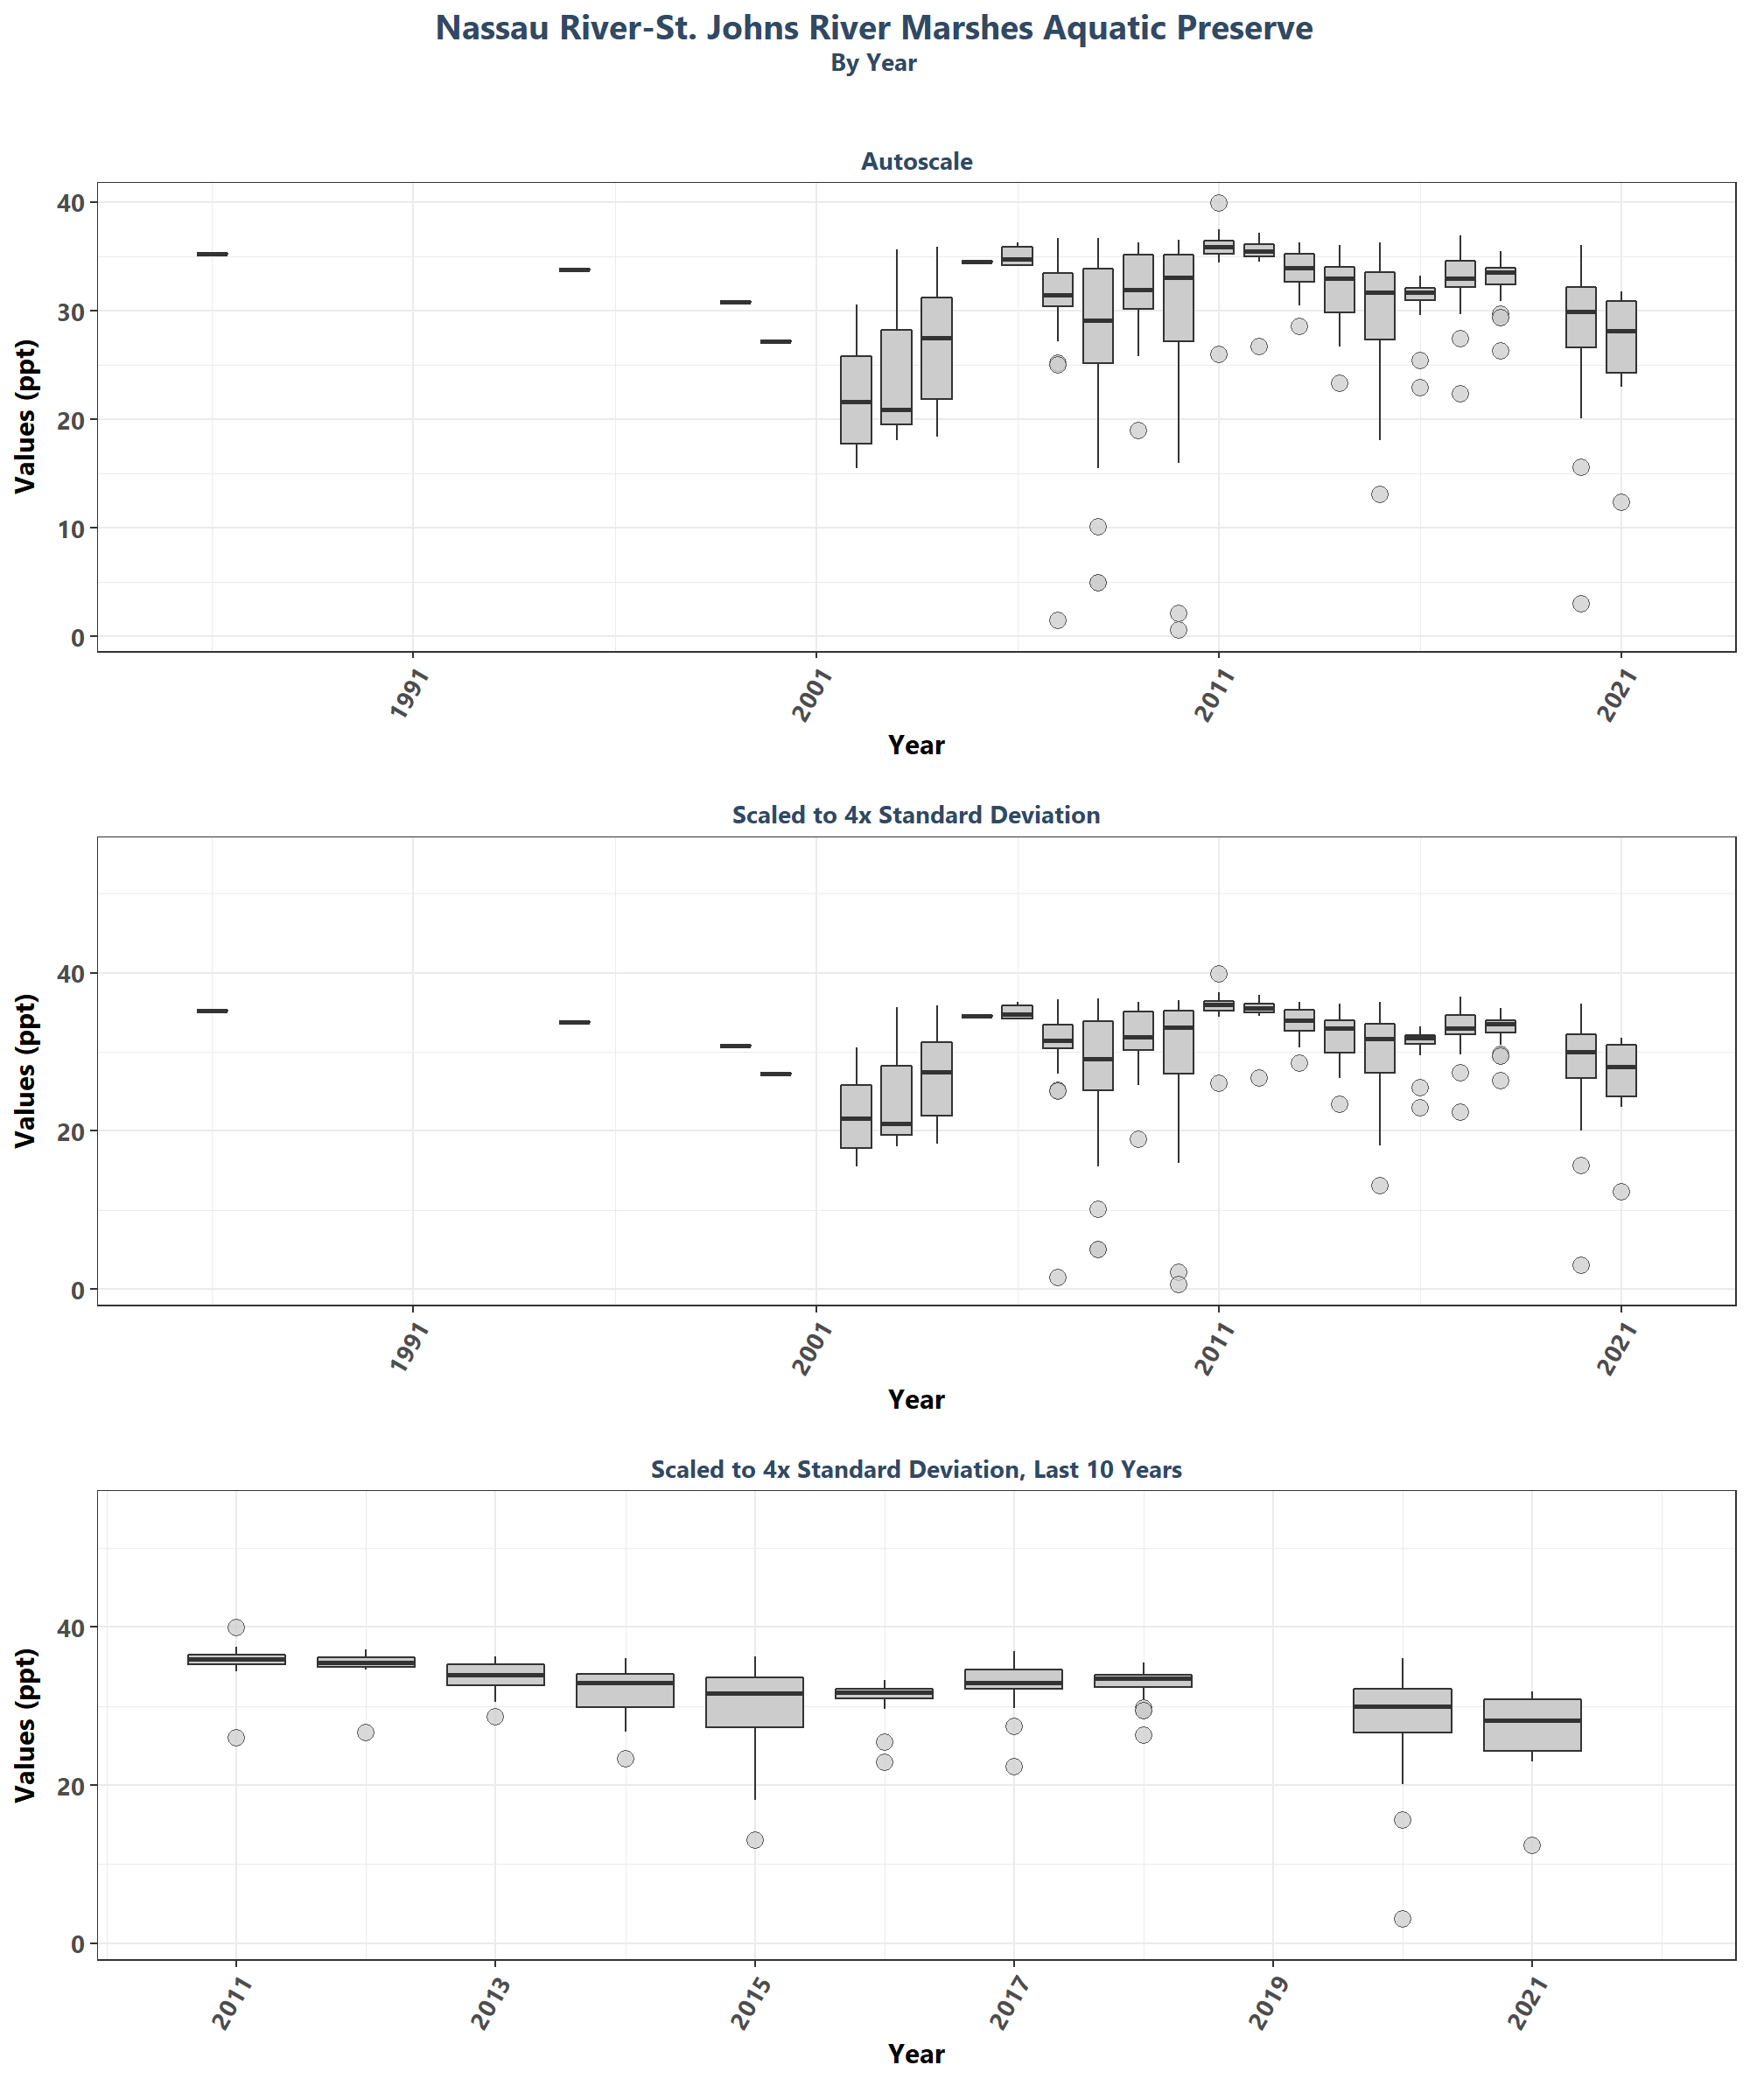 Nassau River-St. Johns River Marshes Aquatic Preserve
By Year
Autoscale
Values (ppt)
40
30
20
10
0
1991
2001
2011
2021
Year
Scaled to 4x Standard Deviation
Values (ppt)
40
20
0
1991
2001
2011
2021
Year
Scaled to 4x Standard Deviation, Last 10 Years
Values (ppt)
40
20
0
2011
2013
2015
2017
2019
2021
Year